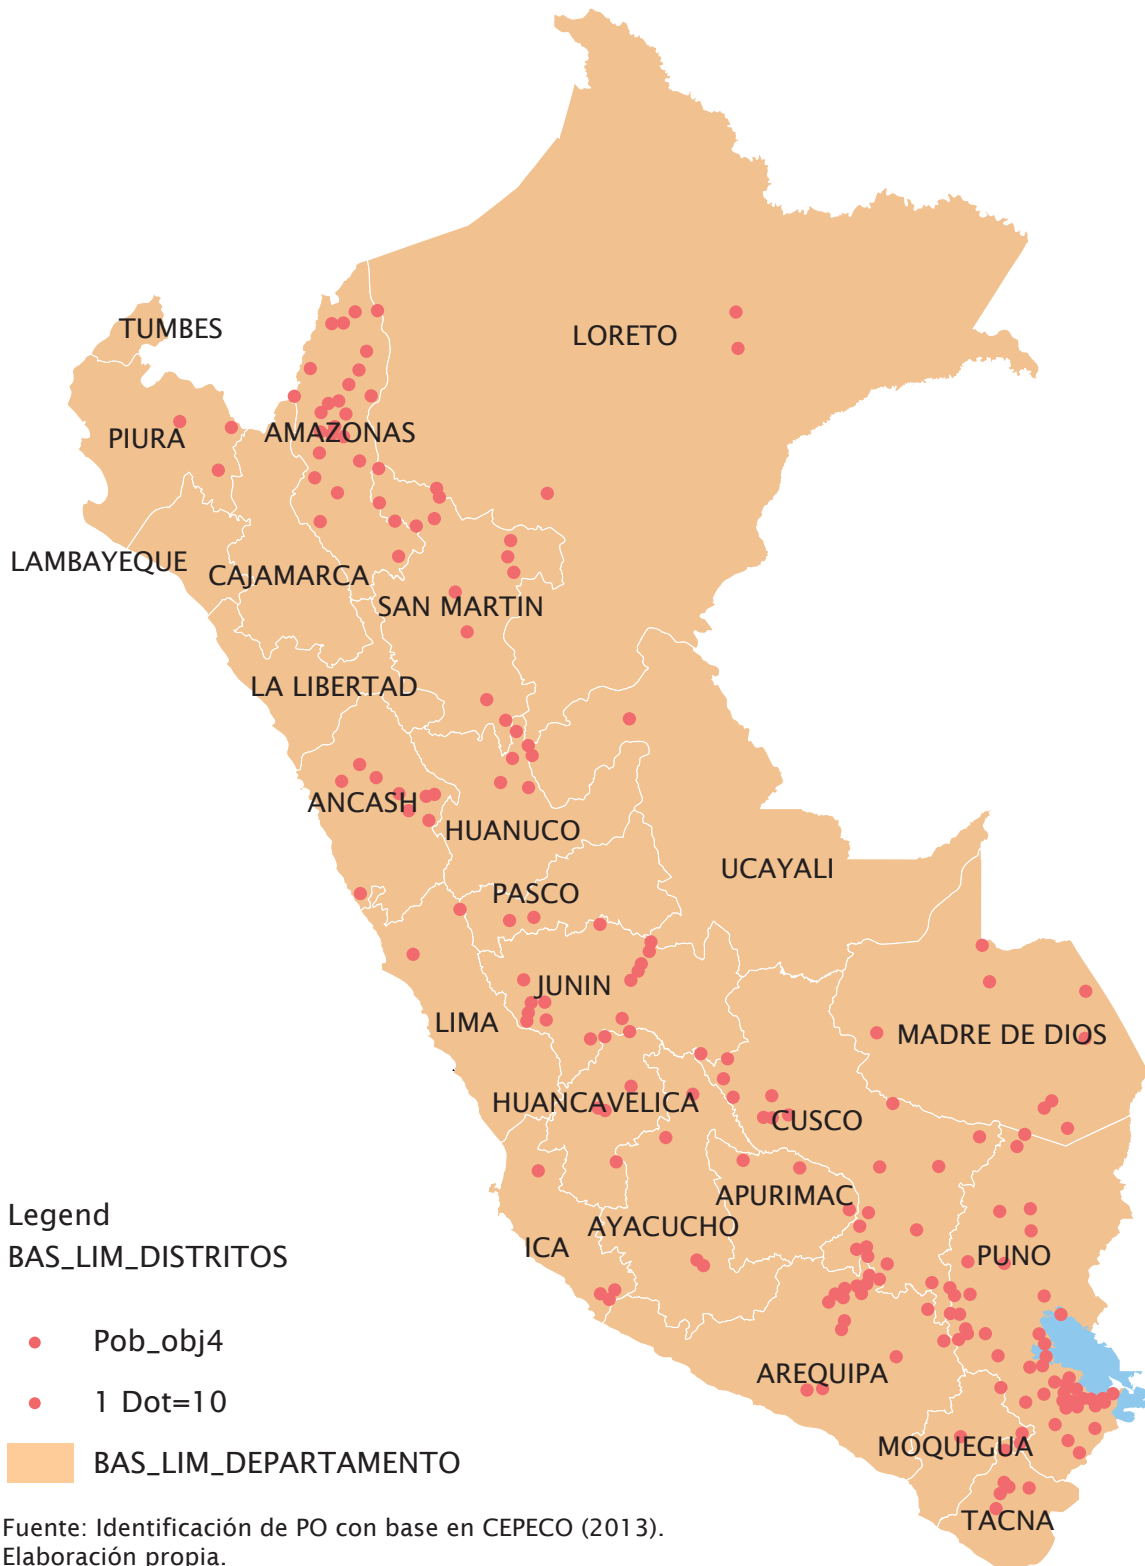 TUMBES
LORETO
PIURA
AMAZONAS
LAMBAYEQUE
CAJAMARCA
SAN MARTIN
LA LIBERTAD
ANCASH
HUANUCO
UCAYALI
PASCO
JUNIN
LIMA
MADRE DE DIOS
HUANCAVELICA
CUSCO
APURIMAC
AYACUCHO
ICA
PUNO
AREQUIPA
MOQUEGUA
TACNA
Legend
BAS_LIM_DISTRITOS
Pob_obj4
1 Dot=10
BAS_LIM_DEPARTAMENTO
Fuente: Identificación de PO con base en CEPECO (2013).
Elaboración propia.